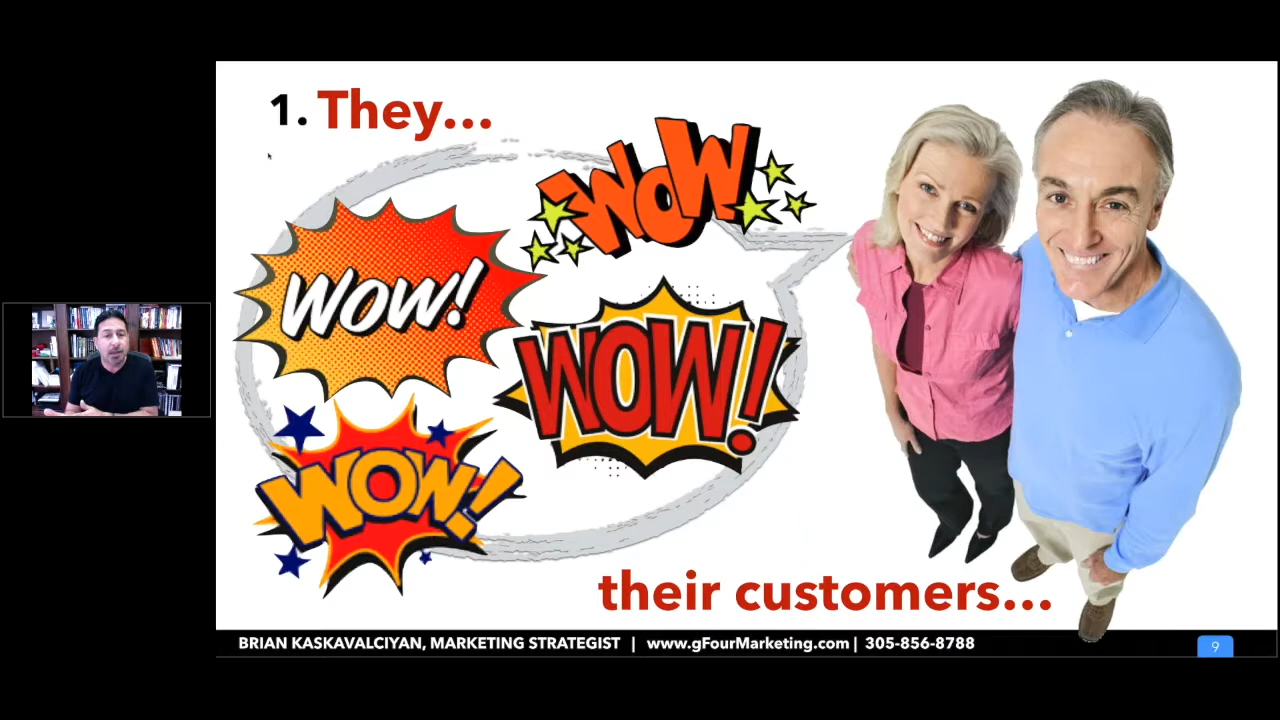 1. They...
WOW!
WOW!
WOW!
WOW!
their customers...
BRIAN KASKAVALCIYAN, MARKETING STRATEGIST | www.gFourMarketing.com | 305-856-8788
9